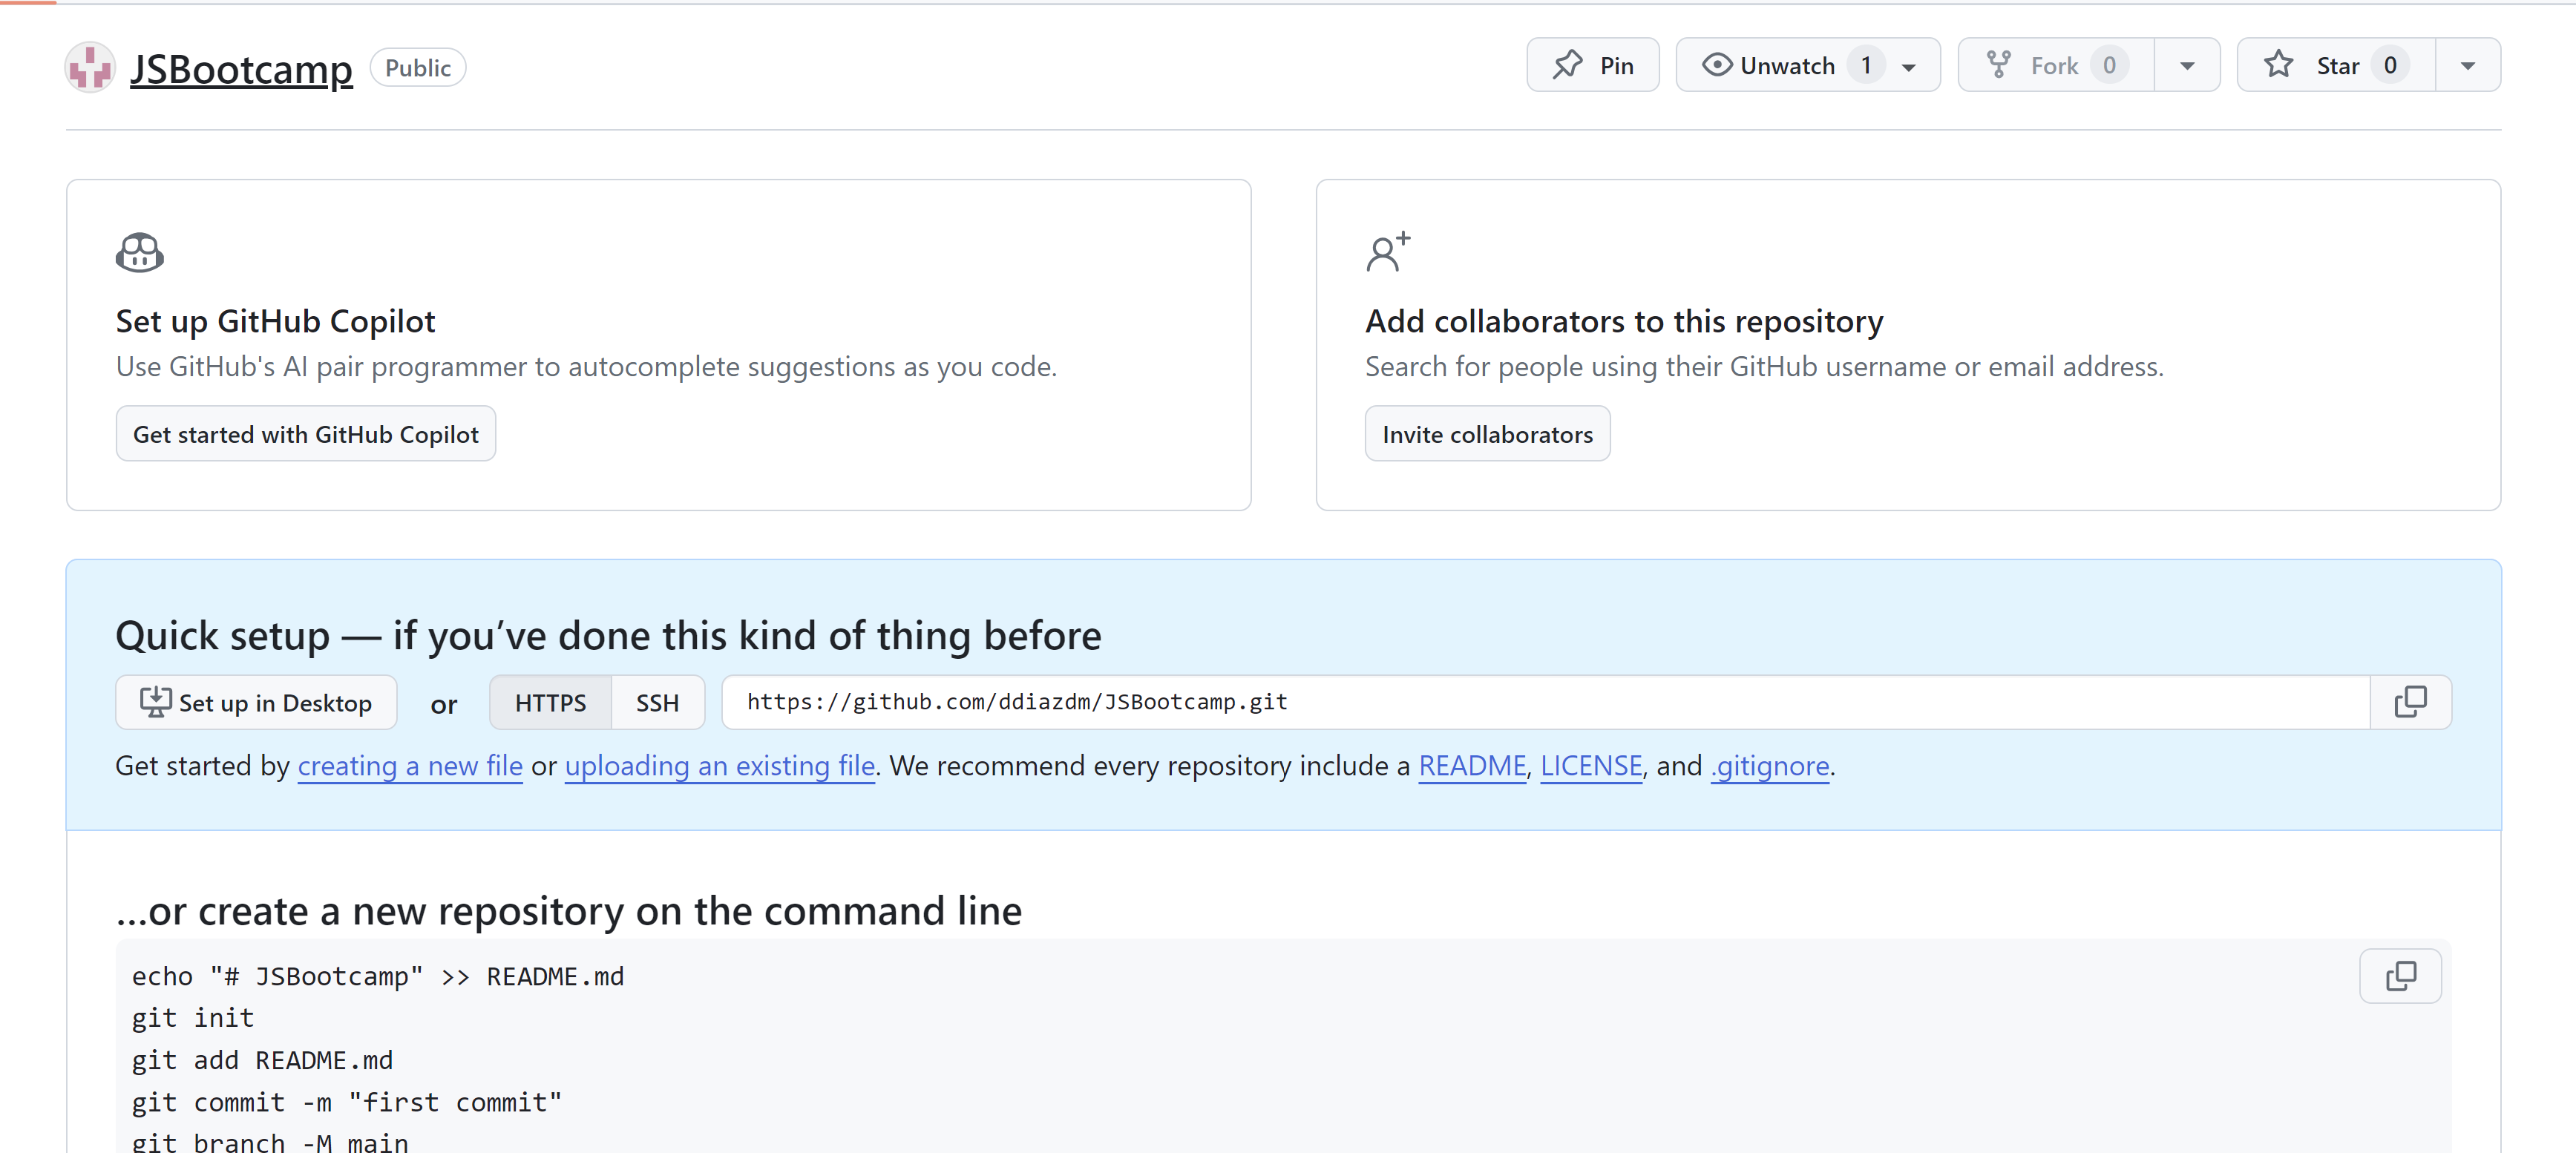 JSBootcamp Public Pin Unwatch 1 Fork 0 Star 0
Set up GitHub Copilot
Use GitHub's AI pair programmer to autocomplete suggestions as you code.
Get started with GitHub Copilot
Add collaborators to this repository
Search for people using their GitHub username or email address.
Invite collaborators
Quick setup — if you’ve done this kind of thing before
Set up in Desktop or HTTPS SSH https://github.com/ddiazdm/JSBootcamp.git
Get started by creating a new file or uploading an existing file. We recommend every repository include a README, LICENSE, and .gitignore.
…or create a new repository on the command line
echo "# JSBootcamp" >> README.md
git init
git add README.md
git commit -m "first commit"
git branch -M main